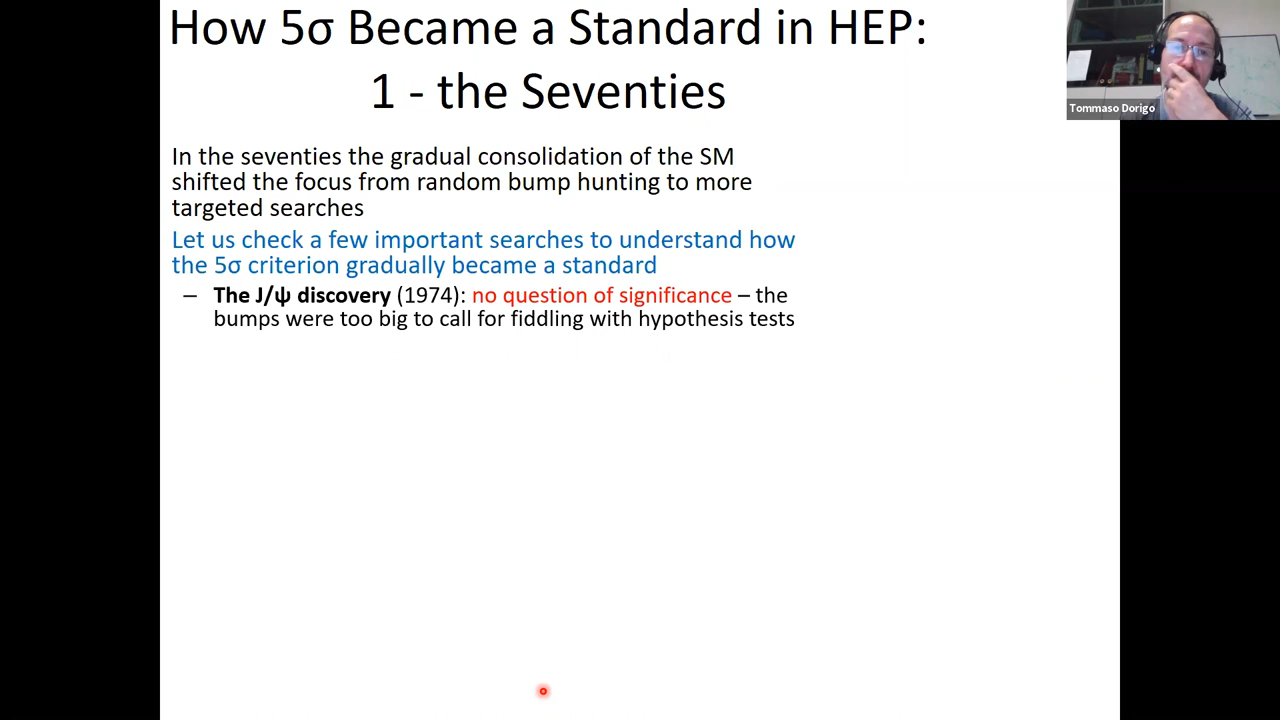 How 5σ Became a Standard in HEP:
1 - the Seventies
Tommaso Dorigo
In the seventies the gradual consolidation of the SM
shifted the focus from random bump hunting to more
targeted searches
Let us check a few important searches to understand how
the 5σ criterion gradually became a standard
– The J/ψ discovery (1974): no question of significance – the
bumps were too big to call for fiddling with hypothesis tests